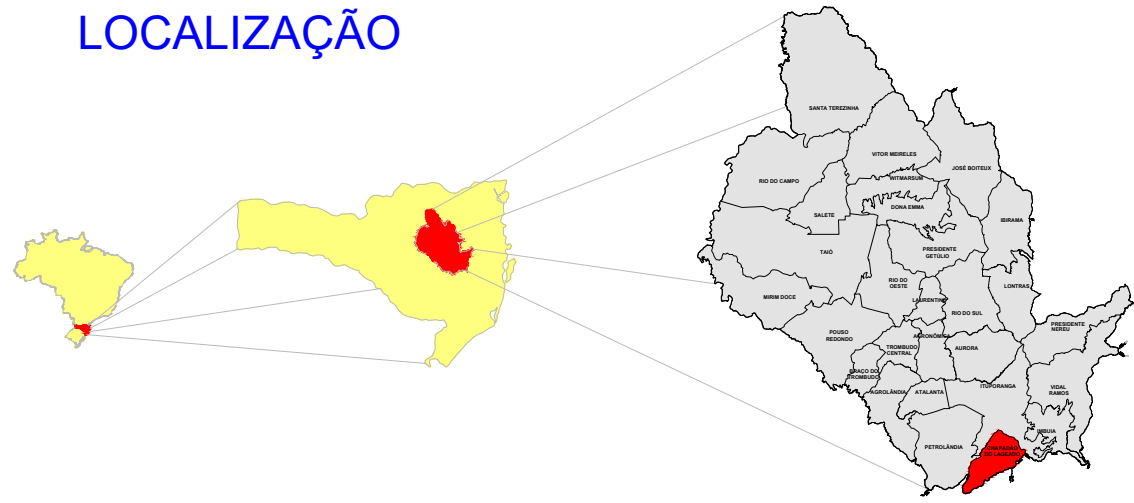 LOCALIZAÇÃO
SANTA TEREZINHA
VITOR MEIRELES
JOSÉ BOITEUX
RIO DO CAMPO
WITMARSUM
DONA EMMA
SALETE
IBIRAMA
TAIÓ
PRESIDENTE
GETÚLIO
RIO DO
OESTE
LONTRAS
MIRIM DOCE
LAURENTINO
RIO DO SUL
PRESIDENTE
NEREU
POUSO
REDONDO
AGRONÔMICA
TROMBUDO
CENTRAL
AURORA
BRAÇO DO
TROMBUDO
AGROLÂNDIA
ATALANTA
ITUPORANGA
VIDAL
RAMOS
IMBUIA
PETROLÂNDIA
CHAPADÃO
DO LAGEADO